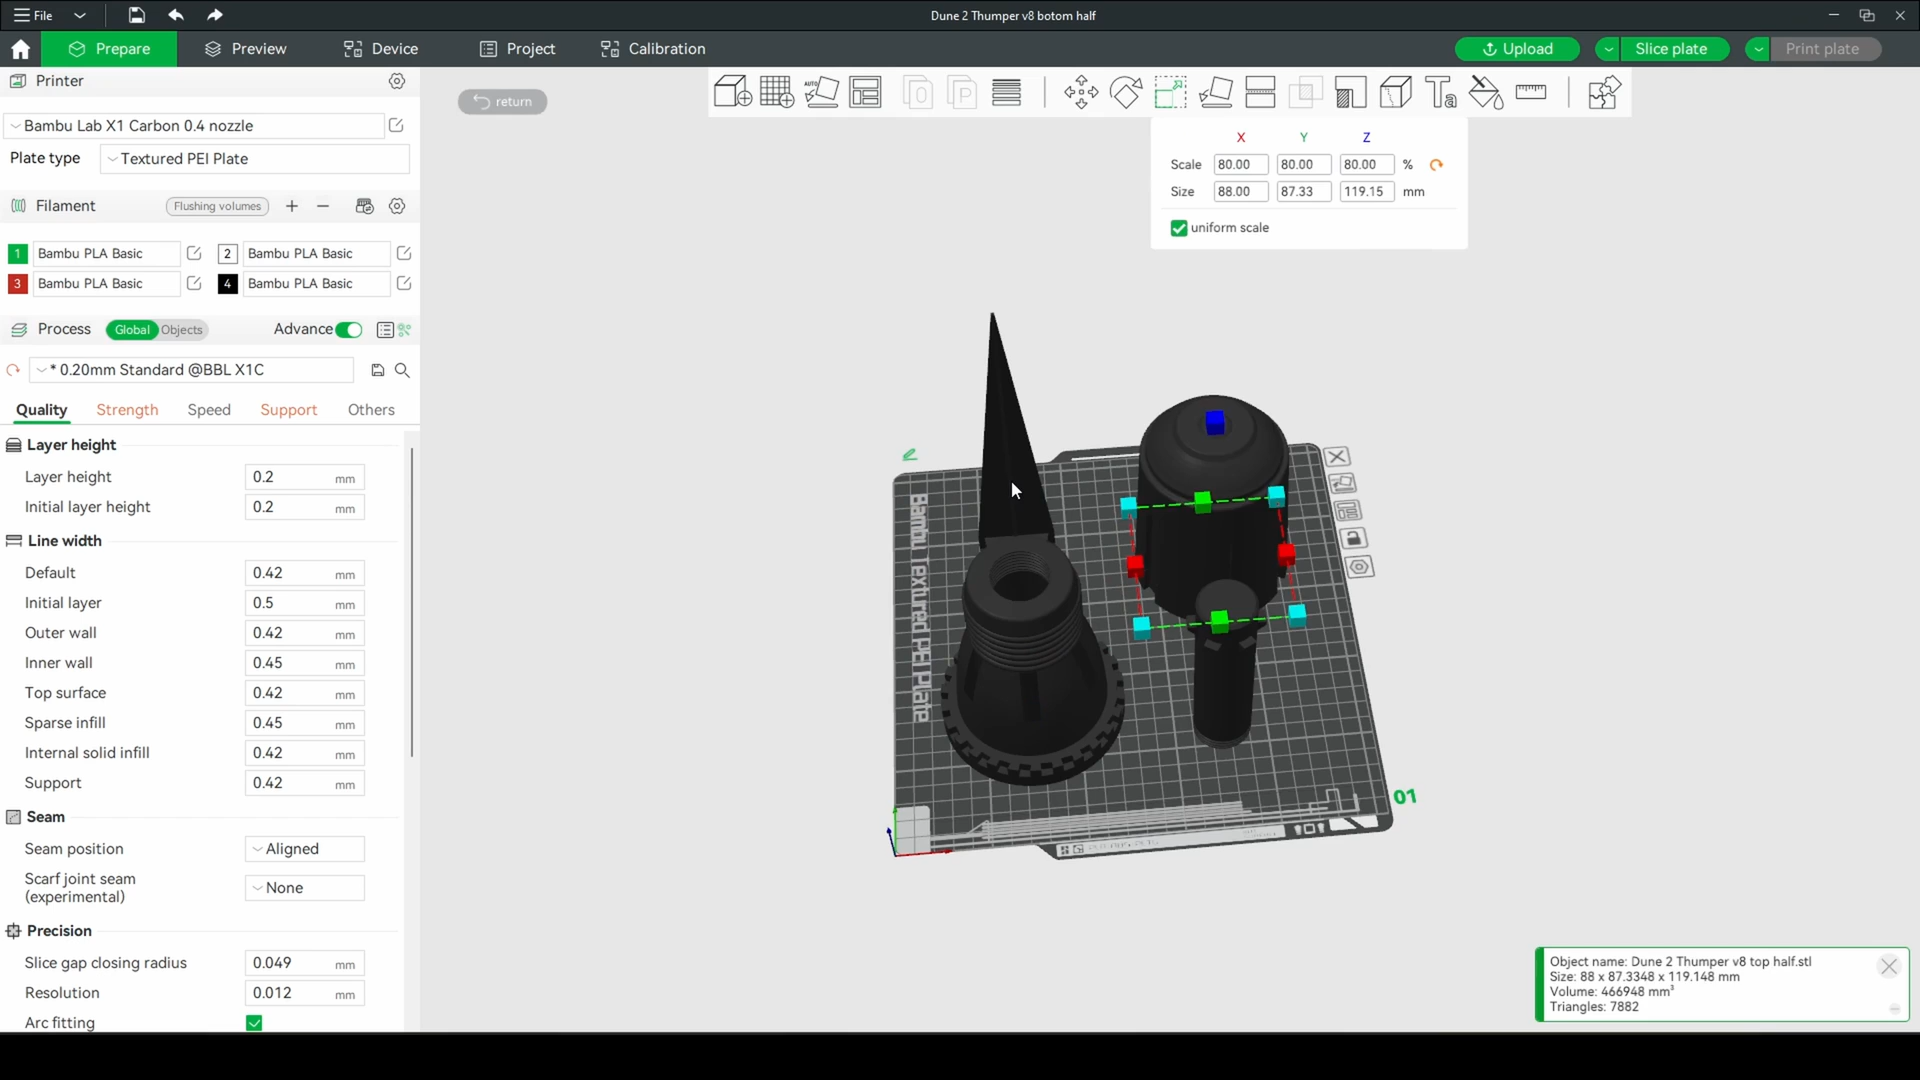 File
Dune 2 Thumper v8 botom half
Prepare
Preview
Device
Project
Calibration
Upload
Slice plate
Print plate
Printer
return
Bambu Lab X1 Carbon 0.4 nozzle
Plate type
Textured PEI Plate
AUTO
X Y Z
Scale 80.00 80.00 80.00 %
Size 88.00 87.33 119.15 mm
uniform scale
Filament
Flushing volumes
1 Bambu PLA Basic
2 Bambu PLA Basic
3 Bambu PLA Basic
4 Bambu PLA Basic
Process
Global Objects
Advance
* 0.20mm Standard @BBL X1C
Quality Strength Speed Support Others
Layer height
Layer height 0.2 mm
Initial layer height 0.2 mm
Line width
Default 0.42 mm
Initial layer 0.5 mm
Outer wall 0.42 mm
Inner wall 0.45 mm
Top surface 0.42 mm
Sparse infill 0.45 mm
Internal solid infill 0.42 mm
Support 0.42 mm
Seam
Seam position Aligned
Scarf joint seam
(experimental)
None
Precision
Slice gap closing radius 0.049 mm
Resolution 0.012 mm
Arc fitting
Bambu Textured PEI Plate
01
Object name: Dune 2 Thumper v8 top half.stl
Size: 88 x 87.3348 x 119.148 mm
Volume: 466948 mm³
Triangles: 7882